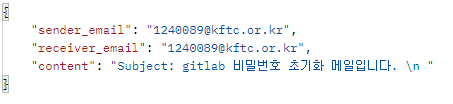 {
"sender_email": "1240089@kftc.or.kr",
"receiver_email": "1240089@kftc.or.kr",
"content": "Subject: gitlab 비밀번호 초기화 메일입니다. \n "
}